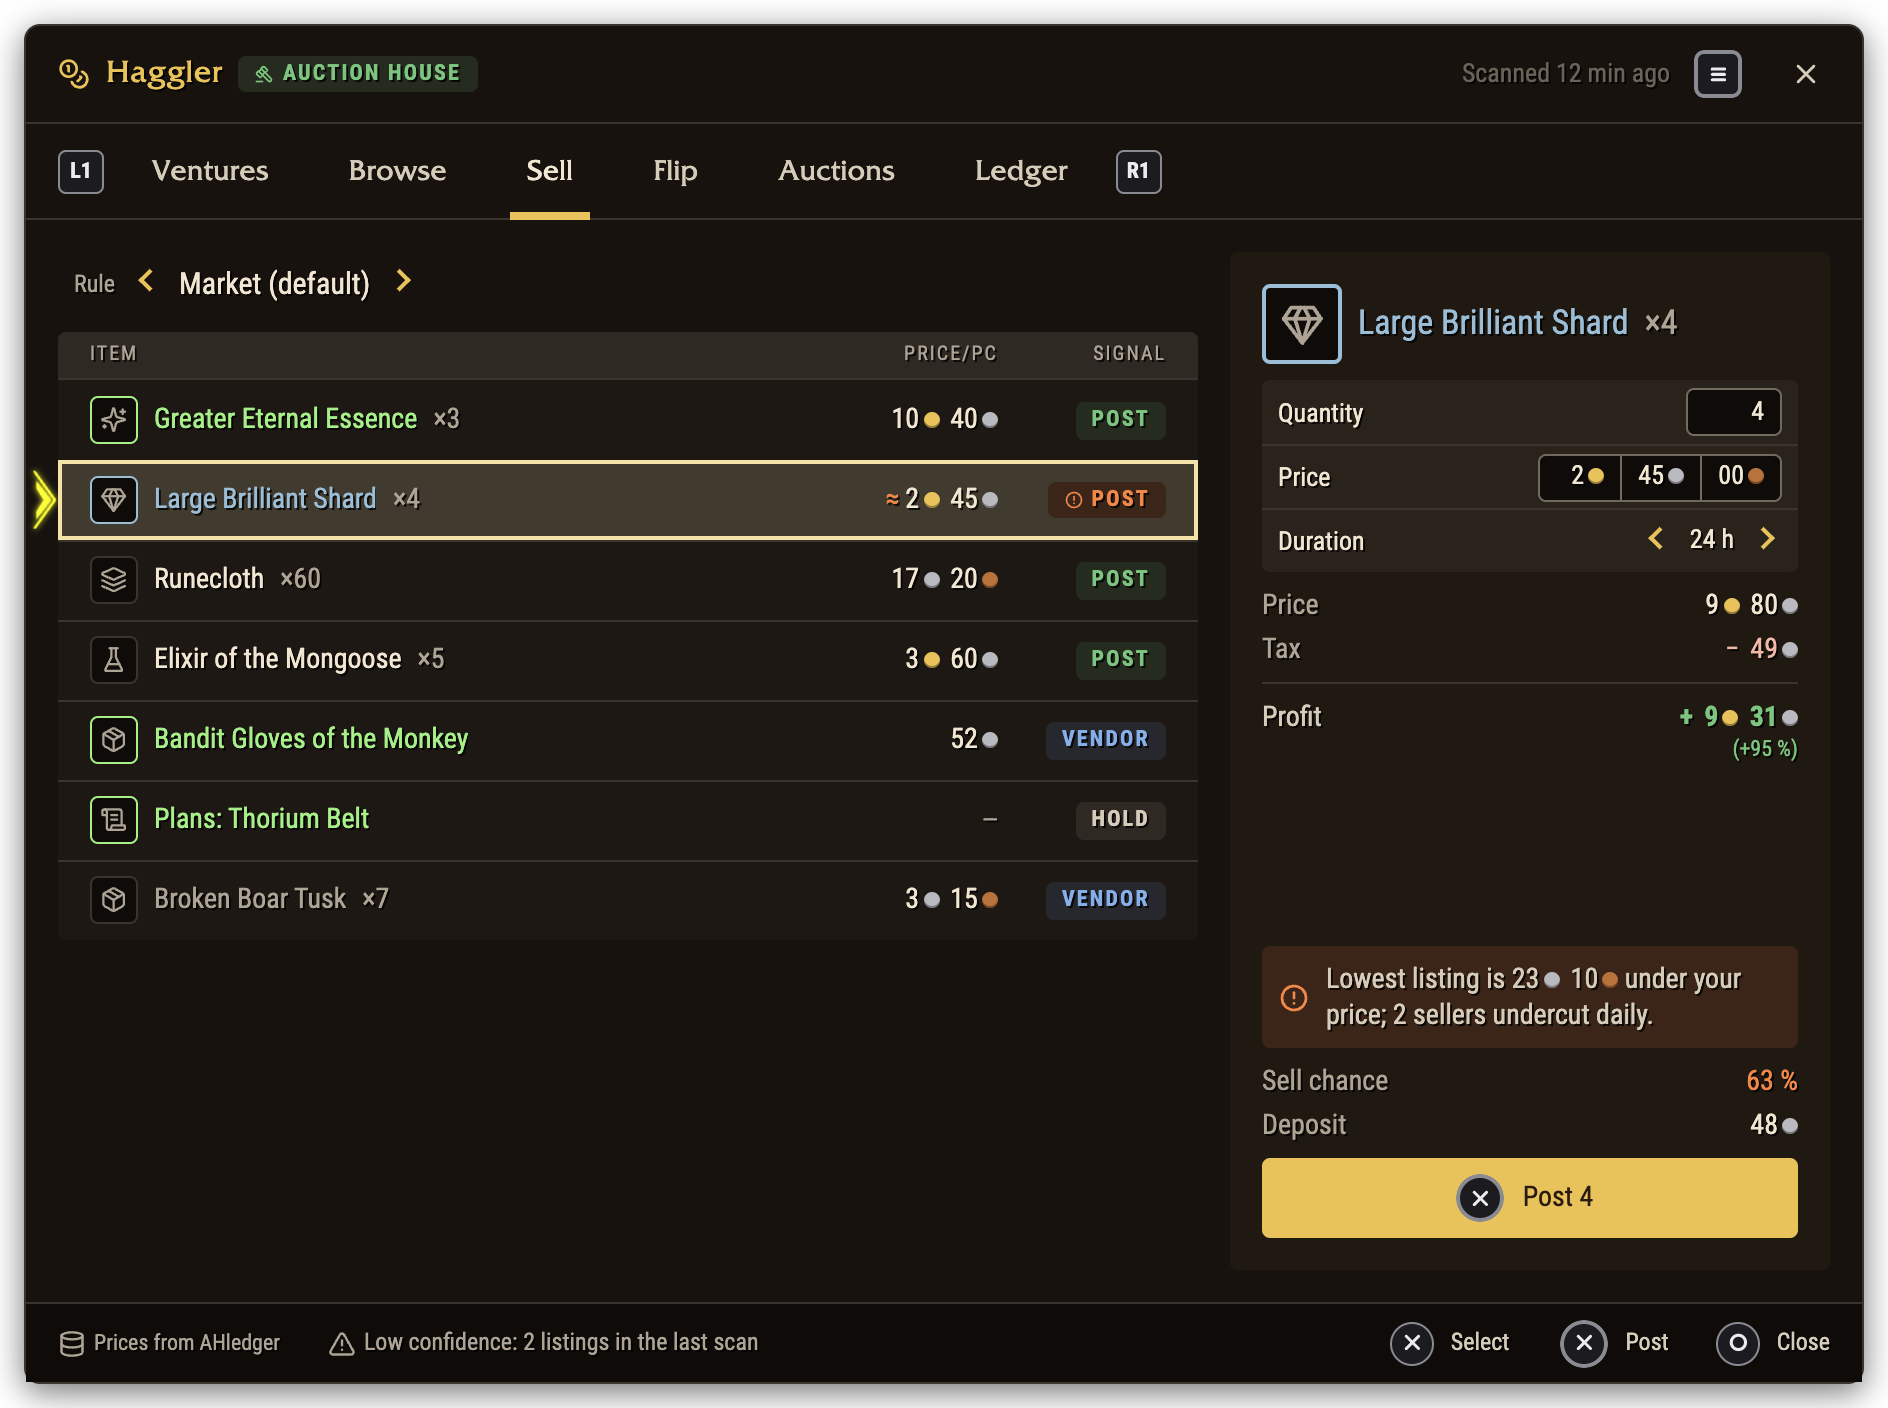 Haggler
AUCTION HOUSE
Scanned 12 min ago
L1 Ventures Browse Sell Flip Auctions Ledger R1
Rule Market (default)
ITEM PRICE/PC SIGNAL
Greater Eternal Essence ×3 10 40 POST
Large Brilliant Shard ×4 ≈ 2 45 POST
Runecloth ×60 17 20 POST
Elixir of the Mongoose ×5 3 60 POST
Bandit Gloves of the Monkey 52 VENDOR
Plans: Thorium Belt – HOLD
Broken Boar Tusk ×7 3 15 VENDOR
Large Brilliant Shard ×4
Quantity 4
Price 2 45 00
Duration 24 h
Price 9 80
Tax − 49
Profit + 9 31
(+95 %)
Lowest listing is 23 10 under your
price; 2 sellers undercut daily.
Sell chance 63 %
Deposit 48
Post 4
Prices from AHledger
Low confidence: 2 listings in the last scan
Select Post Close